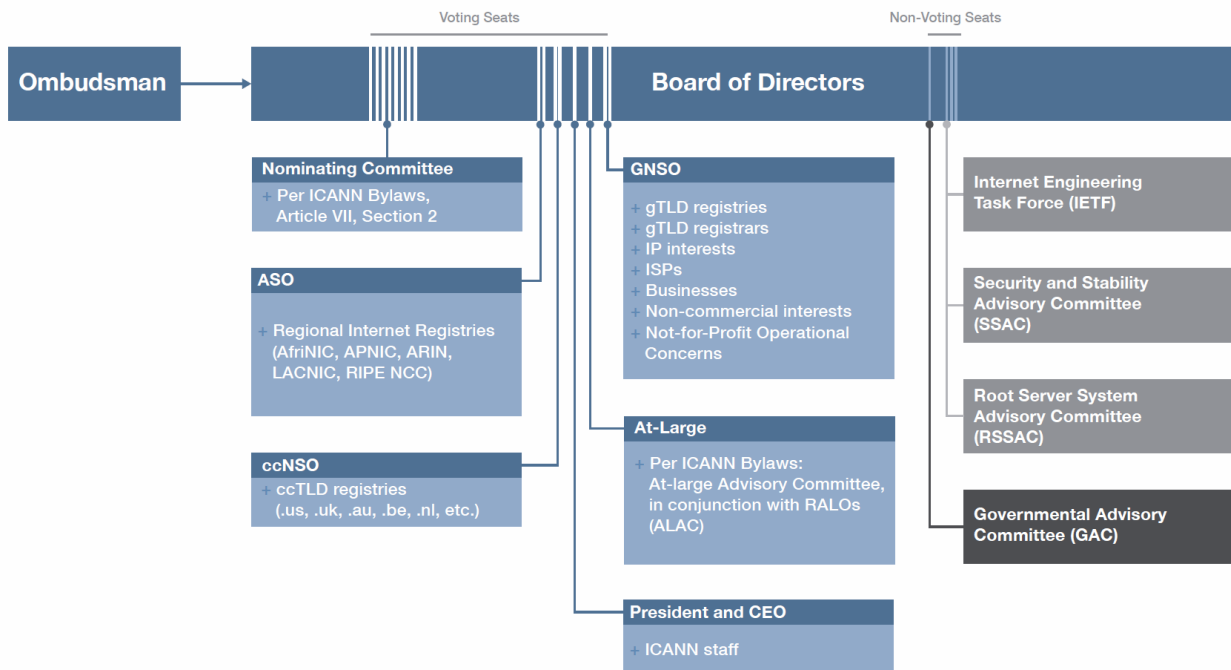 Voting Seats
Non-Voting Seats
Ombudsman
Board of Directors
Nominating Committee
+ Per ICANN Bylaws,
Article VII, Section 2
ASO
+ Regional Internet Registries
(AfriNIC, APNIC, ARIN,
LACNIC, RIPE NCC)
ccNSO
+ ccTLD registries
(.us, .uk, .au, .be, .nl, etc.)
GNSO
+ gTLD registries
+ gTLD registrars
+ IP interests
+ ISPs
+ Businesses
+ Non-commercial interests
+ Not-for-Profit Operational
Concerns
At-Large
+ Per ICANN Bylaws:
At-large Advisory Committee,
in conjunction with RALOs
(ALAC)
President and CEO
+ ICANN staff
Internet Engineering
Task Force (IETF)
Security and Stability
Advisory Committee
(SSAC)
Root Server System
Advisory Committee
(RSSAC)
Governmental Advisory
Committee (GAC)